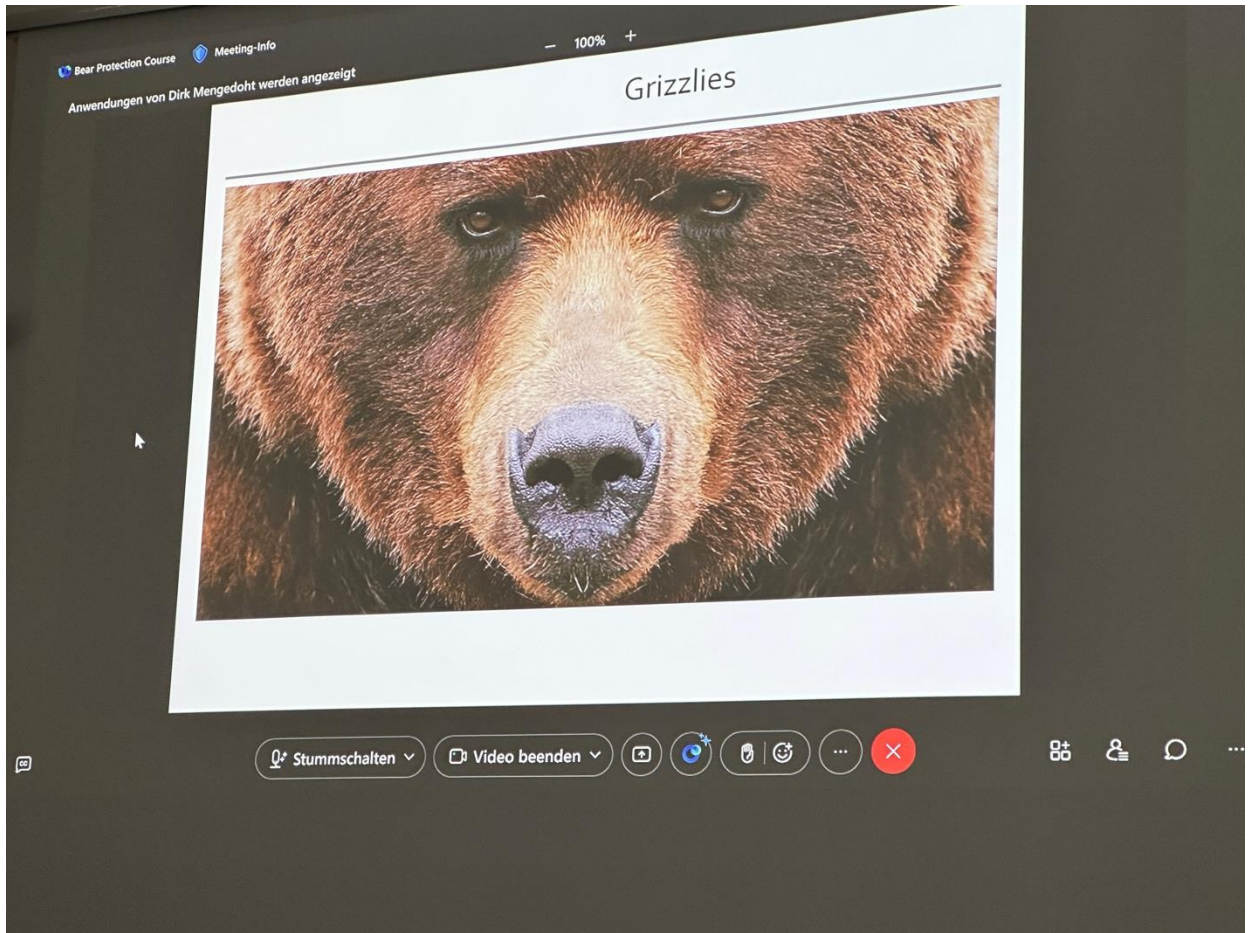 Bear Protection Course Meeting-Info
100%
Anwendungen von Dirk Mengedoht werden angezeigt
Grizzlies
Stummschalten
Video beenden